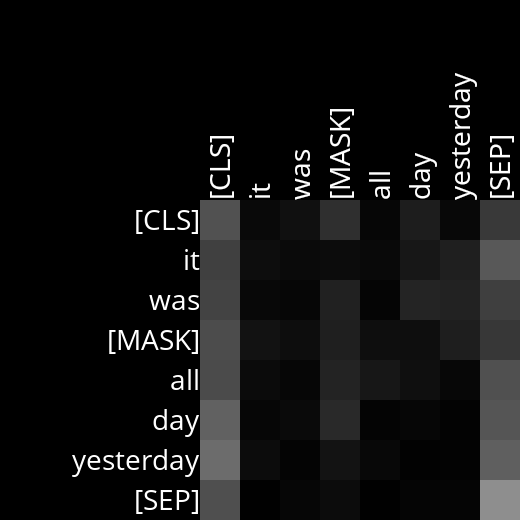 [CLS] it was [MASK] all day yesterday [SEP]
[CLS]
it
was
[MASK]
all
day
yesterday
[SEP]